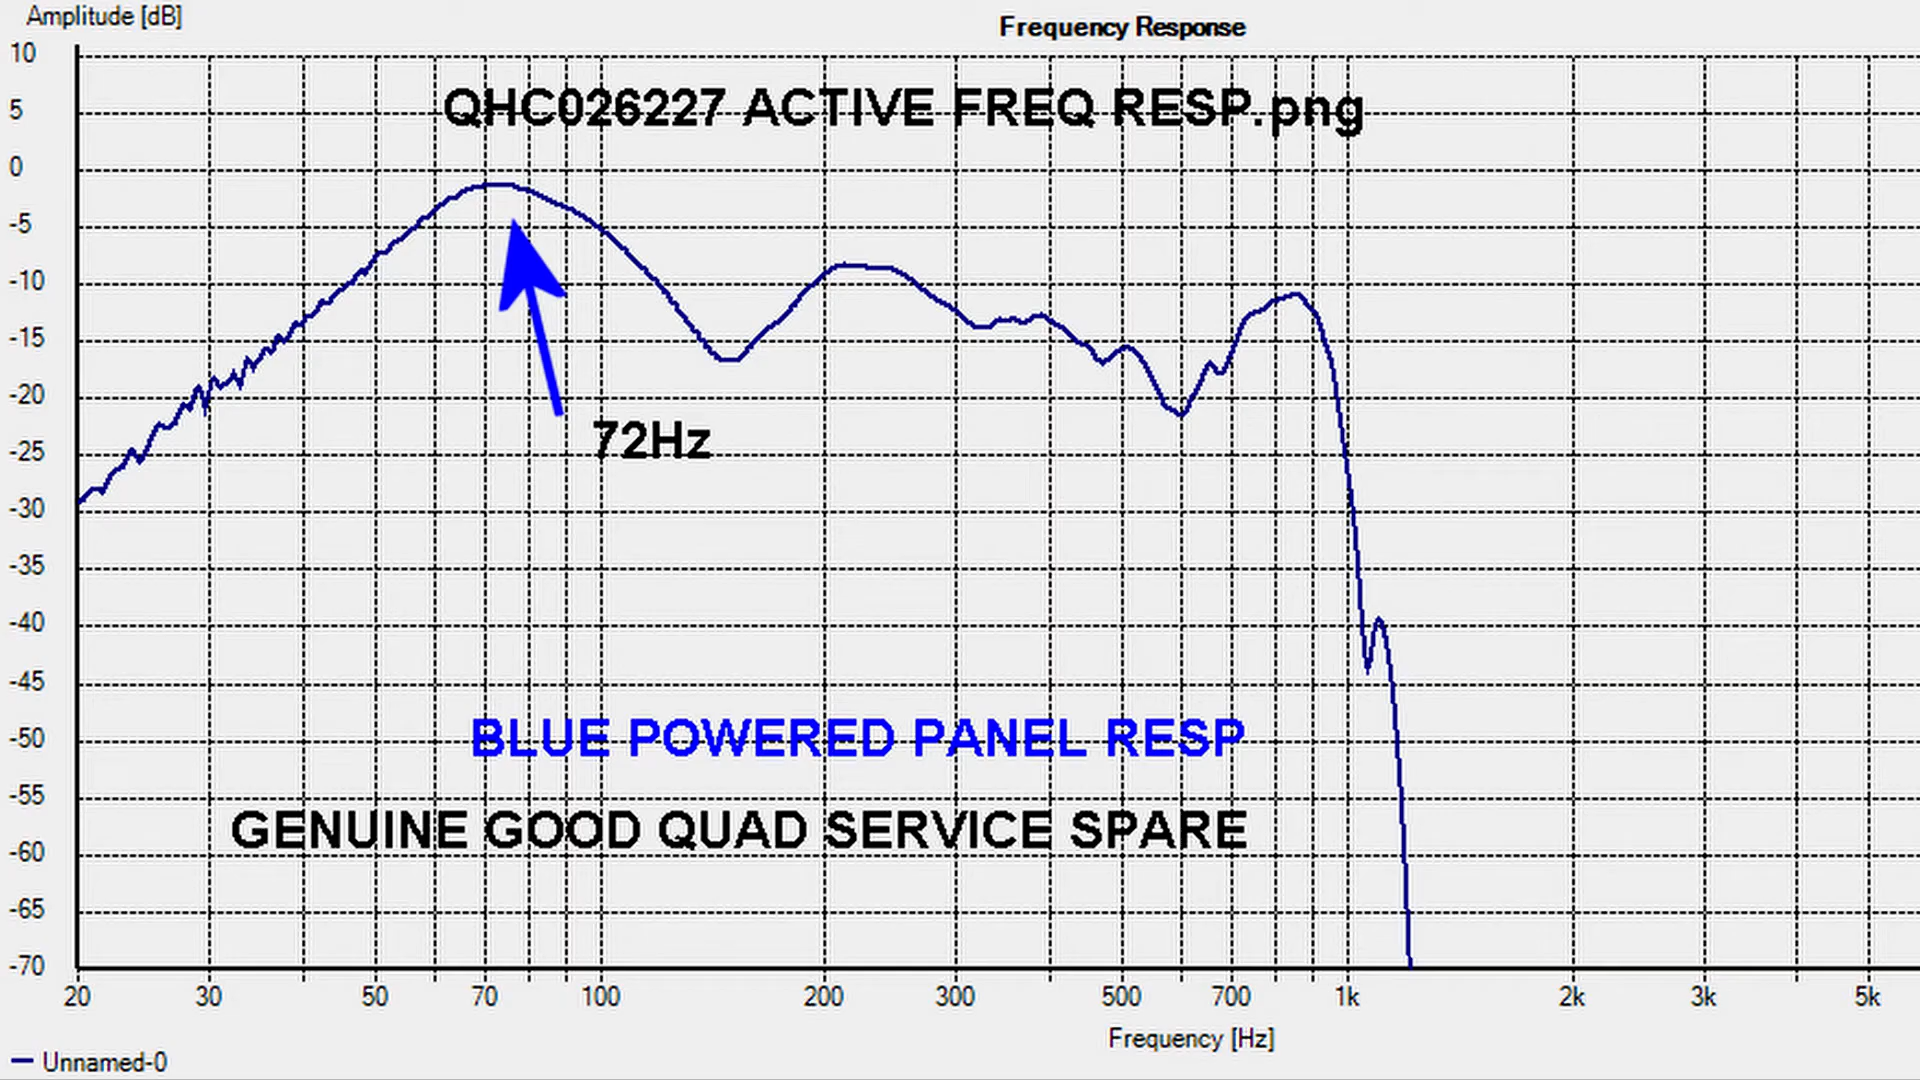 Amplitude [dB]
Frequency Response
10
5
0
-5
-10
-15
-20
-25
-30
-35
-40
-45
-50
-55
-60
-65
-70
QHC026227 ACTIVE FREQ RESP.png
72Hz
BLUE POWERED PANEL RESP
GENUINE GOOD QUAD SERVICE SPARE
20 30 50 70 100 200 300 500 700 1k 2k 3k 5k
Frequency [Hz]
Unnamed-0